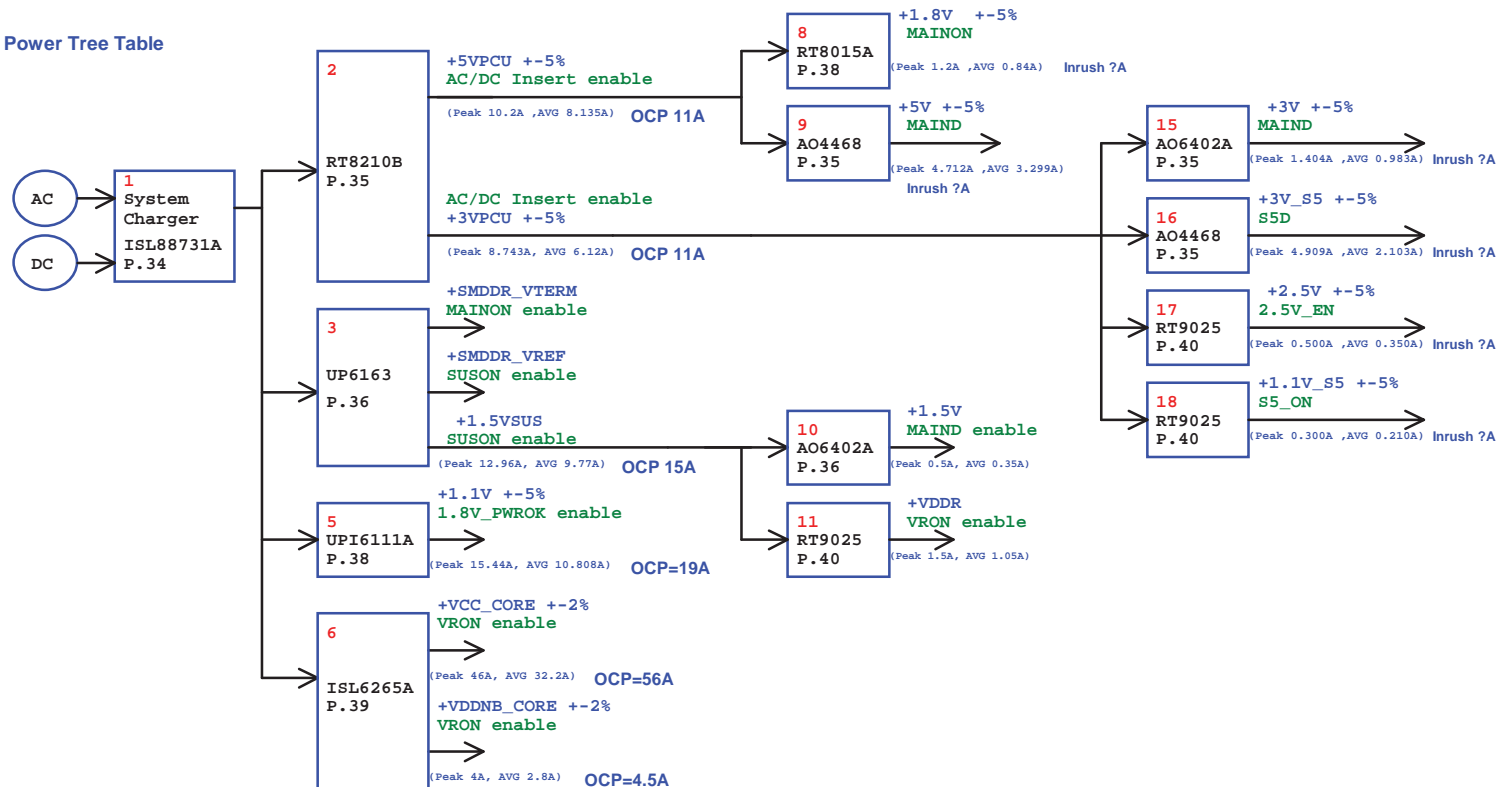 Power Tree Table
AC
DC
1
System
Charger
ISL88731A
P.34
2
RT8210B
P.35
+5VPCU +-5%
AC/DC Insert enable
(Peak 10.2A ,AVG 8.135A) OCP 11A
AC/DC Insert enable
+3VPCU +-5%
(Peak 8.743A, AVG 6.12A) OCP 11A
3
UP6163
P.36
+SMDDR_VTERM
MAINON enable
+SMDDR_VREF
SUSON enable
+1.5VSUS
SUSON enable
(Peak 12.96A, AVG 9.77A) OCP 15A
5
UPI6111A
P.38
+1.1V +-5%
1.8V_PWROK enable
(Peak 15.44A, AVG 10.808A) OCP=19A
6
ISL6265A
P.39
+VCC_CORE +-2%
VRON enable
(Peak 46A, AVG 32.2A) OCP=56A
+VDDNB_CORE +-2%
VRON enable
(Peak 4A, AVG 2.8A) OCP=4.5A
8
RT8015A
P.38
+1.8V +-5%
MAINON
(Peak 1.2A ,AVG 0.84A) Inrush ?A
9
AO4468
P.35
+5V +-5%
MAIND
(Peak 4.712A ,AVG 3.299A)
Inrush ?A
10
AO6402A
P.36
+1.5V
MAIND enable
(Peak 0.5A, AVG 0.35A)
11
RT9025
P.40
+VDDR
VRON enable
(Peak 1.5A, AVG 1.05A)
15
AO6402A
P.35
+3V +-5%
MAIND
(Peak 1.404A ,AVG 0.983A) Inrush ?A
16
AO4468
P.35
+3V_S5 +-5%
S5D
(Peak 4.909A ,AVG 2.103A) Inrush ?A
17
RT9025
P.40
+2.5V +-5%
2.5V_EN
(Peak 0.500A ,AVG 0.350A) Inrush ?A
18
RT9025
P.40
+1.1V_S5 +-5%
S5_ON
(Peak 0.300A ,AVG 0.210A) Inrush ?A